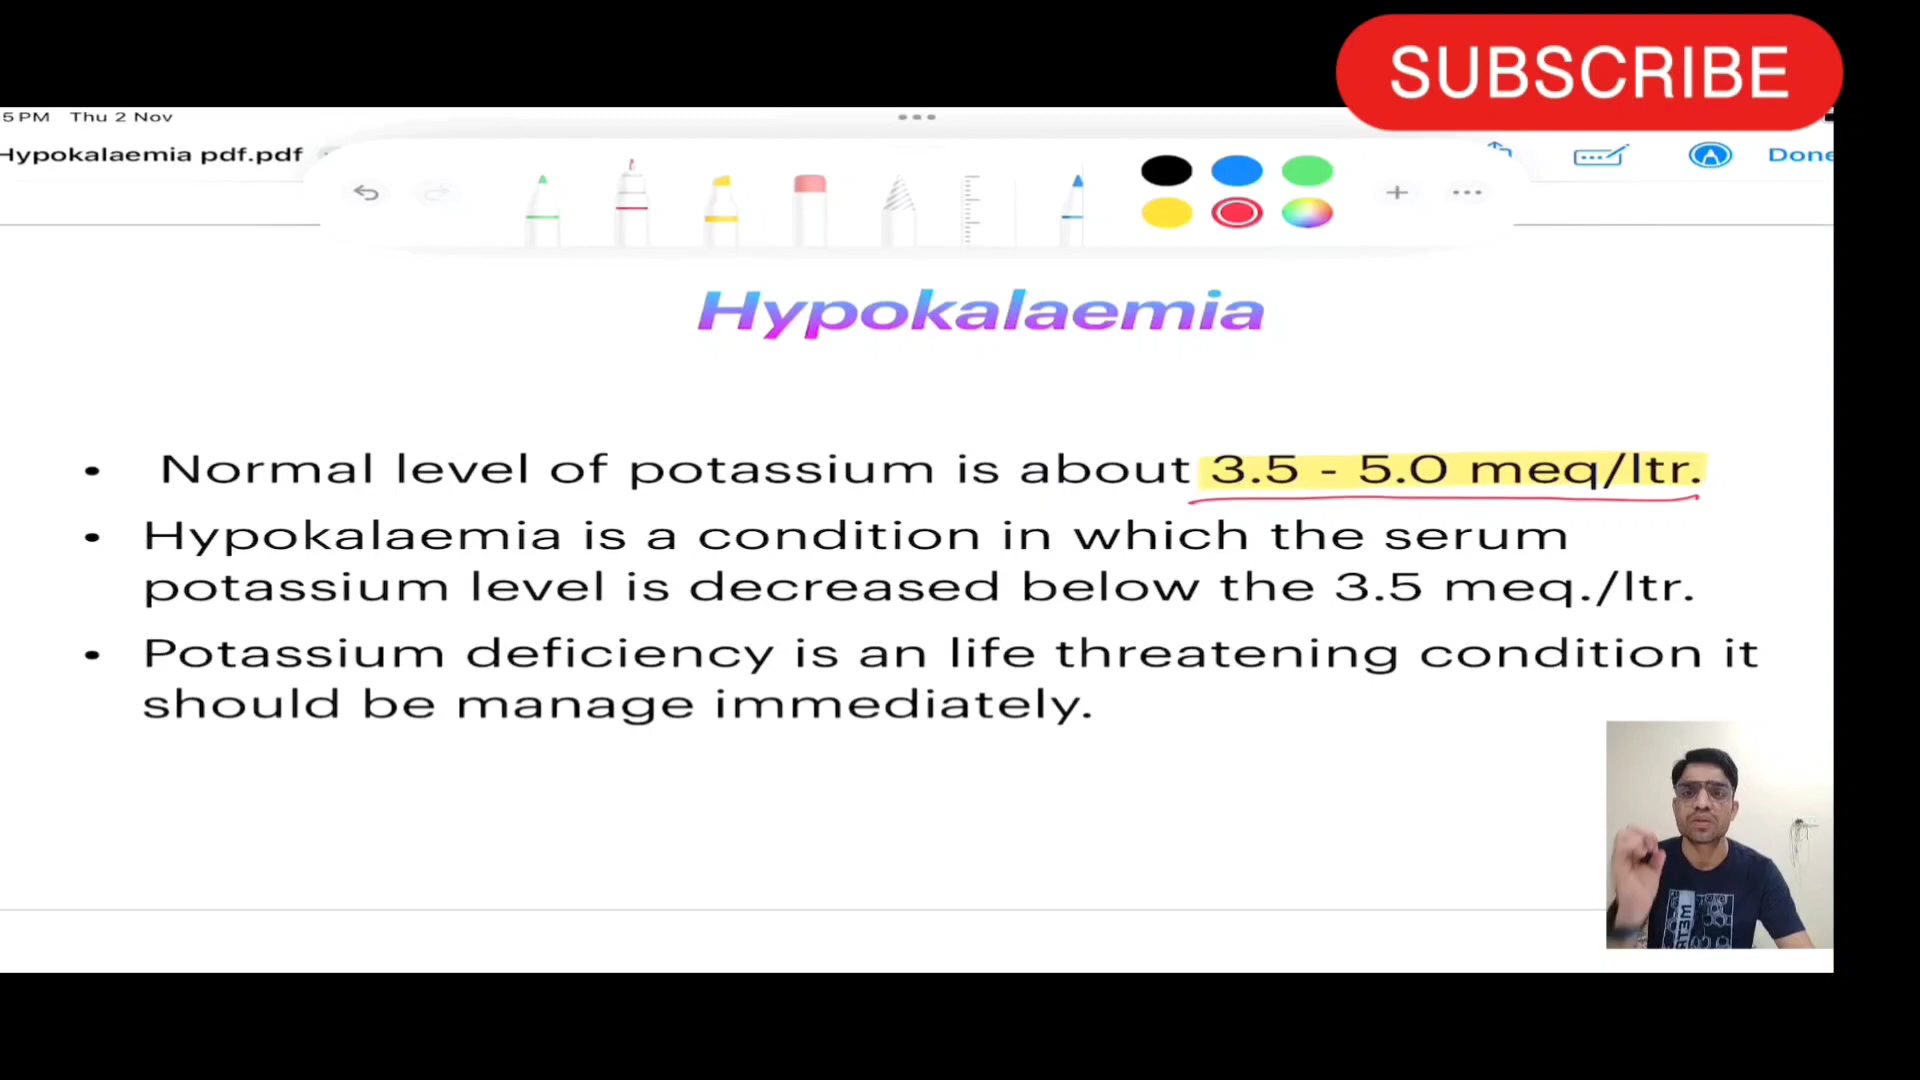 SUBSCRIBE
5 PM Thu 2 Nov
Hypokalaemia pdf.pdf
Done
Hypokalaemia
• Normal level of potassium is about 3.5 - 5.0 meq/ltr.
• Hypokalaemia is a condition in which the serum
potassium level is decreased below the 3.5 meq./ltr.
• Potassium deficiency is an life threatening condition it
should be manage immediately.